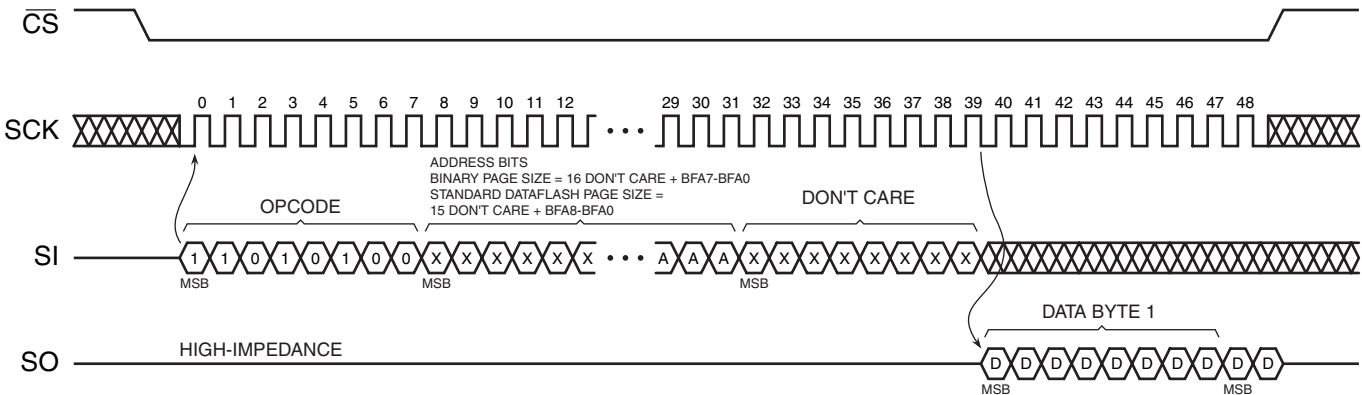 CS
SCK
0 1 2 3 4 5 6 7 8 9 10 11 12 29 30 31 32 33 34 35 36 37 38 39 40 41 42 43 44 45 46 47 48
• • •
ADDRESS BITS
BINARY PAGE SIZE = 16 DON'T CARE + BFA7-BFA0
STANDARD DATAFLASH PAGE SIZE =
15 DON'T CARE + BFA8-BFA0
OPCODE
DON'T CARE
SI
1 1 0 1 0 1 0 0 X X X X X X • • • A A A X X X X X X X X
MSB MSB MSB
DATA BYTE 1
SO
HIGH-IMPEDANCE
D D D D D D D D D D
MSB MSB